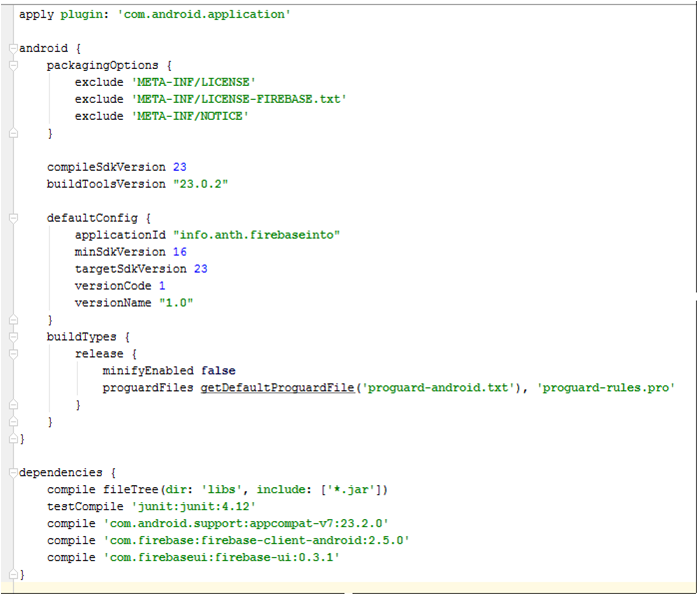 apply plugin: 'com.android.application'
android {
packagingOptions {
exclude 'META-INF/LICENSE'
exclude 'META-INF/LICENSE-FIREBASE.txt'
exclude 'META-INF/NOTICE'
}
compileSdkVersion 23
buildToolsVersion "23.0.2"
defaultConfig {
applicationId "info.anth.firebaseinto"
minSdkVersion 16
targetSdkVersion 23
versionCode 1
versionName "1.0"
}
buildTypes {
release {
minifyEnabled false
proguardFiles getDefaultProguardFile('proguard-android.txt'), 'proguard-rules.pro'
}
}
}
dependencies {
compile fileTree(dir: 'libs', include: ['*.jar'])
testCompile 'junit:junit:4.12'
compile 'com.android.support:appcompat-v7:23.2.0'
compile 'com.firebase:firebase-client-android:2.5.0'
compile 'com.firebaseui:firebase-ui:0.3.1'
}